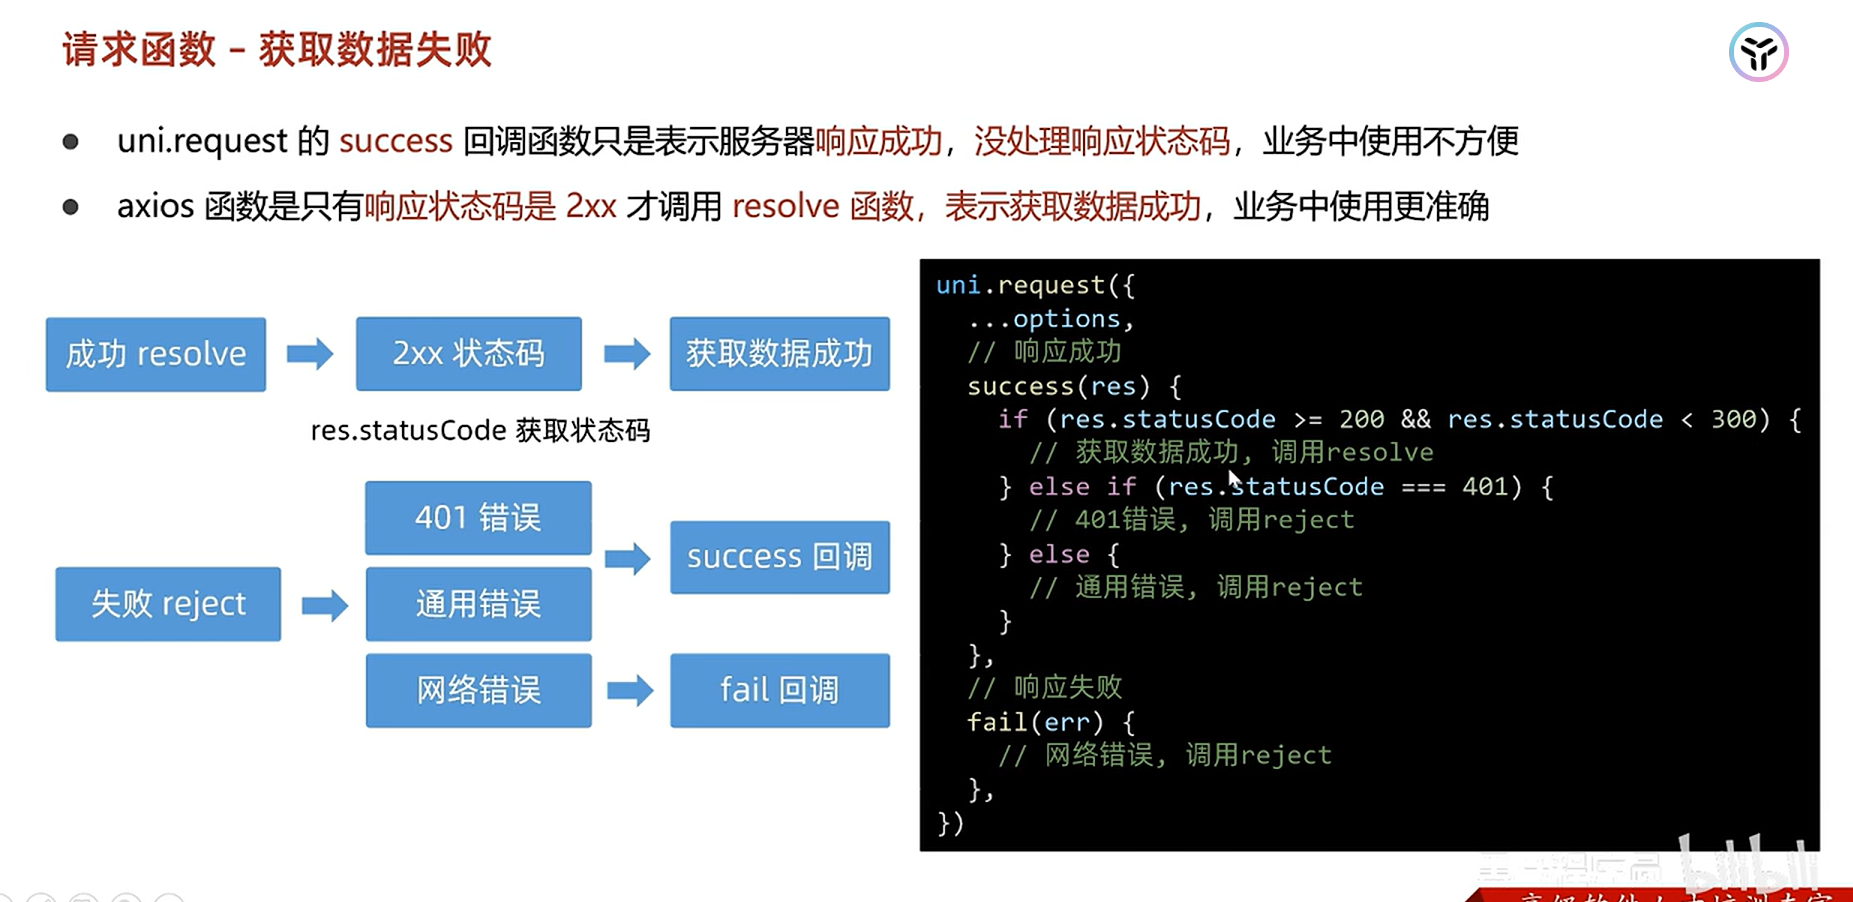 请求函数 – 获取数据失败
● uni.request 的 success 回调函数只是表示服务器响应成功，没处理响应状态码，业务中使用不方便
● axios 函数是只有响应状态码是 2xx 才调用 resolve 函数，表示获取数据成功，业务中使用更准确
成功 resolve
2xx 状态码
获取数据成功
res.statusCode 获取状态码
401 错误
success 回调
失败 reject
通用错误
网络错误
fail 回调
uni.request({
  ...options,
  // 响应成功
  success(res) {
    if (res.statusCode >= 200 && res.statusCode < 300) {
      // 获取数据成功, 调用resolve
    } else if (res.statusCode === 401) {
      // 401错误, 调用reject
    } else {
      // 通用错误, 调用reject
    }
  },
  // 响应失败
  fail(err) {
    // 网络错误, 调用reject
  },
})
bilibili